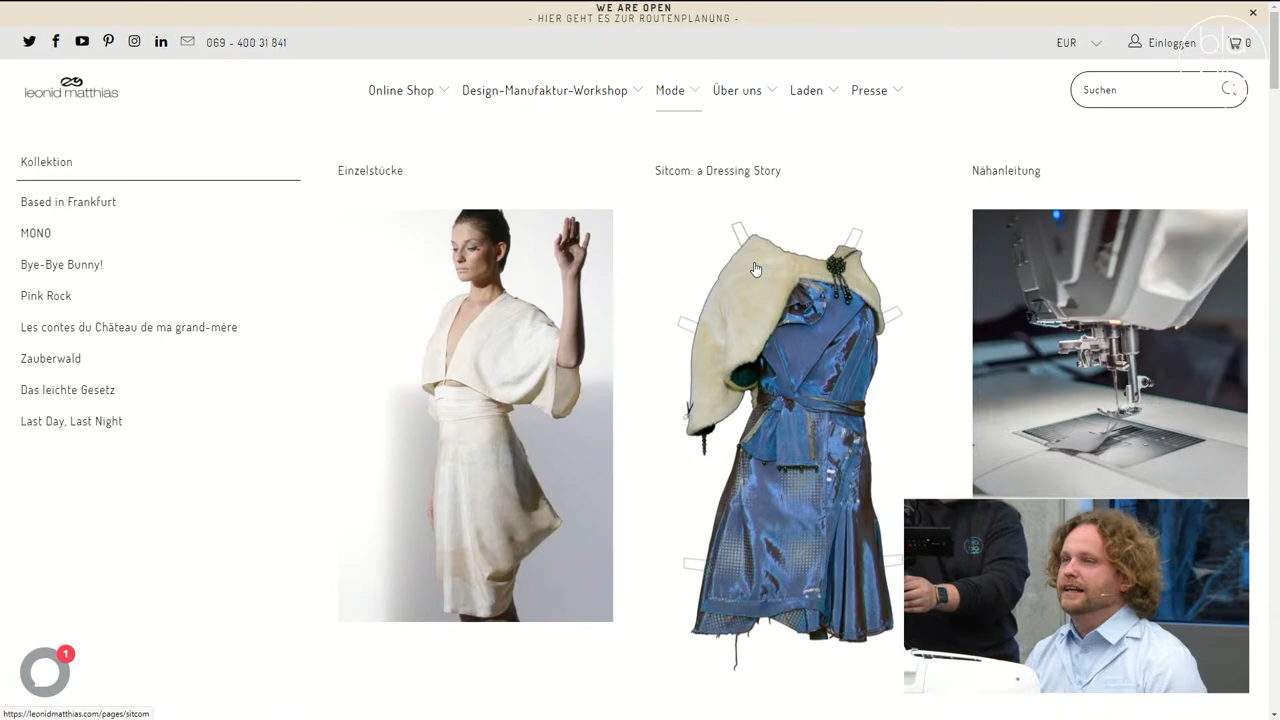 WE ARE OPEN
- HIER GEHT ES ZUR ROUTENPLANUNG -
069 - 400 31 841
EUR
Einloggen
0
leonid matthias
Online Shop
Design-Manufaktur-Workshop
Mode
Über uns
Laden
Presse
Suchen
Kollektion
Based in Frankfurt
MONO
Bye-Bye Bunny!
Pink Rock
Les contes du Château de ma grand-mère
Zauberwald
Das leichte Gesetz
Last Day, Last Night
Einzelstücke
Sitcom: a Dressing Story
Nähanleitung
1
https://leonidmatthias.com/pages/sitcom